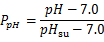 P_pH = (pH − 7.0) / (pH_su − 7.0)